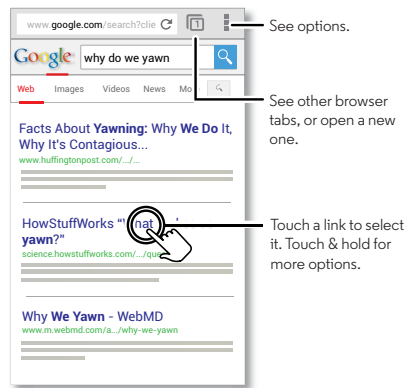 www.google.com/search?clie
1
See options.
Google
why do we yawn
Web Images Videos News Mo
See other browser
tabs, or open a new
one.
Facts About Yawning: Why We Do It,
Why It's Contagious...
www.huffingtonpost.com/.../...
HowStuffWorks "What
yawn?"
science.howstuffworks.com/.../que
Touch a link to select
it. Touch & hold for
more options.
Why We Yawn - WebMD
www.m.webmd.com/a.../why-we-yawn